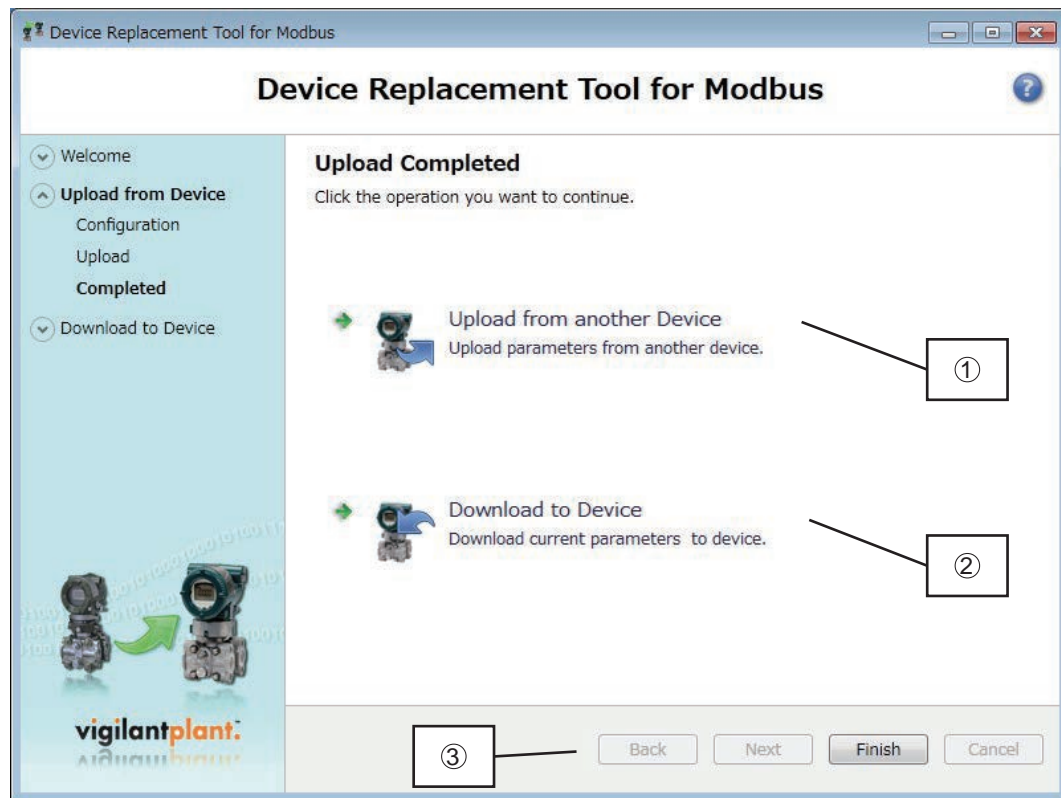 Device Replacement Tool for Modbus
Device Replacement Tool for Modbus
?
Welcome
Upload from Device
Configuration
Upload
Completed
Download to Device
Upload Completed
Click the operation you want to continue.
Upload from another Device
Upload parameters from another device.
①
Download to Device
Download current parameters to device.
②
vigilantplant.
③
Back Next Finish Cancel